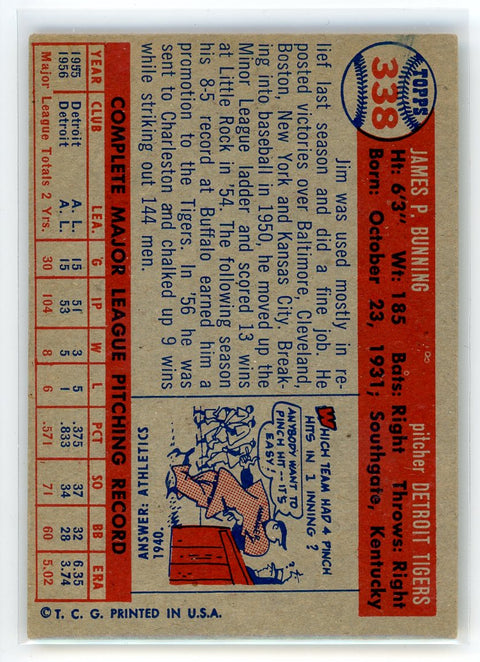 TOPPS
338
JAMES P. BUNNING pitcher DETROIT TIGERS
Ht: 6'3" Wt: 185 Bats: Right Throws: Right
Born: October 23, 1931; Southgate, Kentucky
Jim was used mostly in re-
lief last season and did a fine job. He
posted victories over Baltimore, Cleveland,
Boston, New York and Kansas City. Break-
ing into baseball in 1950, he moved up the
Minor League ladder and scored 13 wins
at Little Rock in '54. The following season
his 8-5 record at Buffalo earned him a
promotion to the Tigers. In '56 he was
sent to Charleston and chalked up 9 wins
while striking out 144 men.
WHICH TEAM HAD 4 PINCH
HITS IN 1 INNING?
ANYBODY WANT TO
PINCH HIT--IT'S
EASY!
ANSWER: ATHLETICS
1940.
COMPLETE MAJOR LEAGUE PITCHING RECORD
YEAR CLUB LEA. G IP W L PCT SO BB ERA
1955 Detroit A. L. 15 51 3 5 .375 37 32 6.35
1956 Detroit A. L. 15 53 5 1 .833 34 28 3.74
Major League Totals 2 Yrs. 30 104 8 6 .571 71 60 5.02
© T. C. G. PRINTED IN U.S.A.